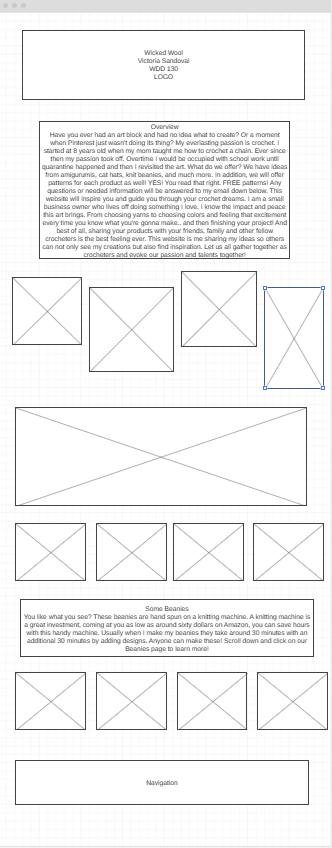 Wicked Wool
Victoria Sandoval
WDD 130
LOGO
Overview
Have you ever had an art block and had no idea what to create? Or a moment
when Pinterest just wasn't doing its thing? My everlasting passion is crochet. I
started at 8 years old when my mom taught me how to crochet a chain. Ever since
then my passion took off. Overtime I would be occupied with school work until
quarantine happened and then I revisited the art. What do we offer? We have ideas
from amigurumis, cat hats, knit beanies, and much more. In addition, we will offer
patterns for each product as well! YES! You read that right. FREE patterns! Any
questions or needed information will be answered to my email down below. This
website will inspire you and guide you through your crochet dreams. I am a small
business owner who lives off doing something I love. I know the impact and peace
this art brings. From choosing yarns to choosing colors and feeling that excitement
every time you know what you're gonna make.. and then finishing your project! And
best of all, sharing your products with your friends, family and other fellow
crocheters is the best feeling ever. This website is me sharing my ideas so others
can not only see my creations but also find inspiration. Let us all gather together as
crocheters and evoke our passion and talents together!
Some Beanies
You like what you see? These beanies are hand spun on a knitting machine. A knitting machine is
a great investment, coming at you as low as around sixty dollars on Amazon, you can save hours
with this handy machine. Usually when i make my beanies they take around 30 minutes with an
additional 30 minutes by adding designs. Anyone can make these! Scroll down and click on our
Beanies page to learn more!
Navigation